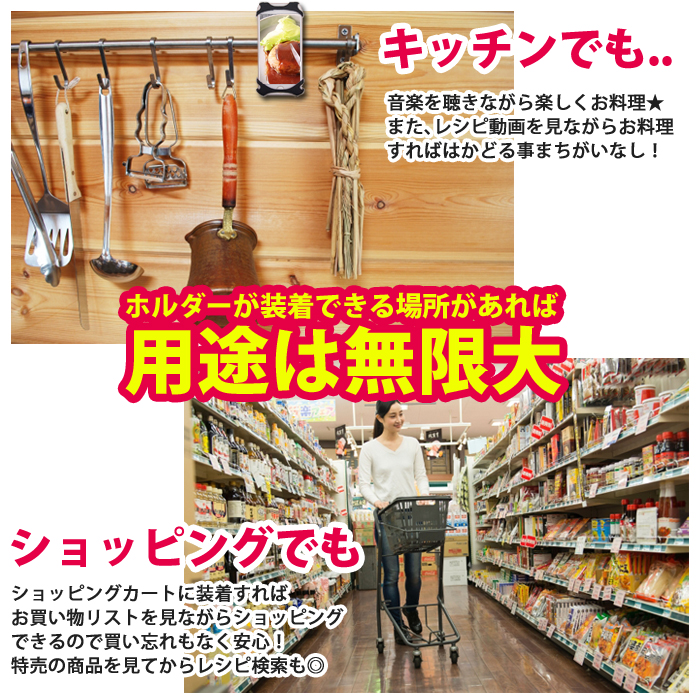 キッチンでも..
音楽を聴きながら楽しくお料理★
また、レシピ動画を見ながらお料理
すればはかどる事まちがいなし！
ホルダーが装着できる場所があれば
用途は無限大
ショッピングでも
ショッピングカートに装着すれば
お買い物リストを見ながらショッピング
できるので買い忘れもなく安心！
特売の商品を見てからレシピ検索も◎